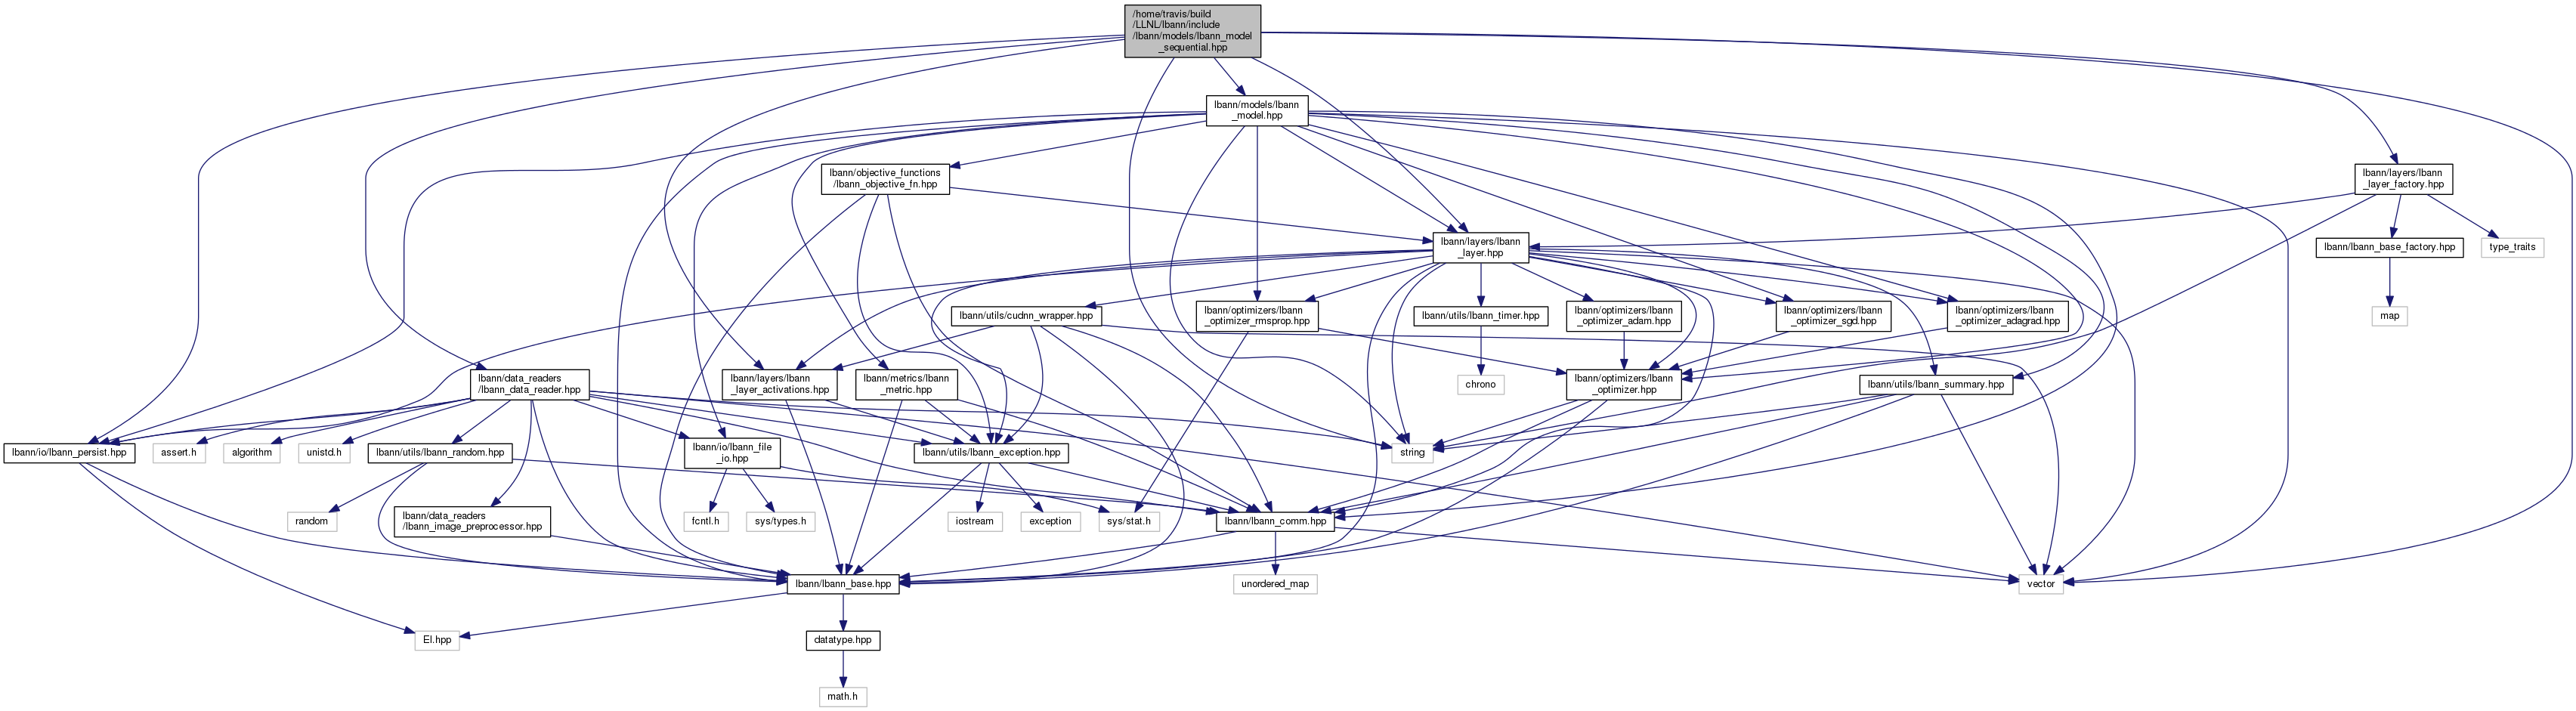 /home/travis/build
/LLNL/lbann/include
/lbann/models/lbann_model
_sequential.hpp
lbann/models/lbann
_model.hpp
lbann/objective_functions
/lbann_objective_fn.hpp
lbann/layers/lbann
_layer_factory.hpp
lbann/layers/lbann
_layer.hpp
lbann/lbann_base_factory.hpp
type_traits
lbann/utils/cudnn_wrapper.hpp
lbann/optimizers/lbann
_optimizer_rmsprop.hpp
lbann/utils/lbann_timer.hpp
lbann/optimizers/lbann
_optimizer_adam.hpp
lbann/optimizers/lbann
_optimizer_sgd.hpp
lbann/optimizers/lbann
_optimizer_adagrad.hpp
map
lbann/data_readers
/lbann_data_reader.hpp
lbann/layers/lbann
_layer_activations.hpp
lbann/metrics/lbann
_metric.hpp
chrono
lbann/optimizers/lbann
_optimizer.hpp
lbann/utils/lbann_summary.hpp
lbann/io/lbann_persist.hpp
assert.h
algorithm
unistd.h
lbann/utils/lbann_random.hpp
lbann/io/lbann_file
_io.hpp
lbann/utils/lbann_exception.hpp
string
random
lbann/data_readers
/lbann_image_preprocessor.hpp
fcntl.h
sys/types.h
iostream
exception
sys/stat.h
lbann/lbann_comm.hpp
lbann/lbann_base.hpp
unordered_map
vector
El.hpp
datatype.hpp
math.h